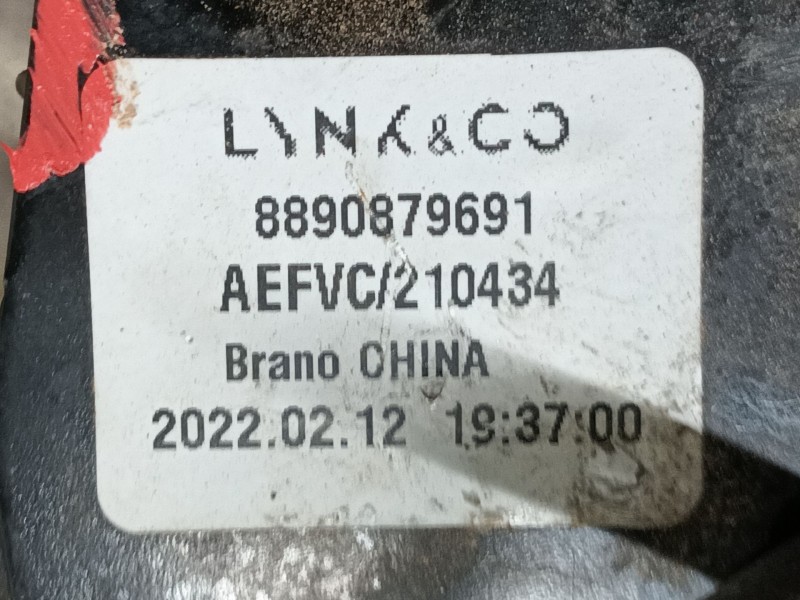 LYNK&CO
8890879691
AEFVC/210434
Brano CHINA
2022.02.12 19:37:00